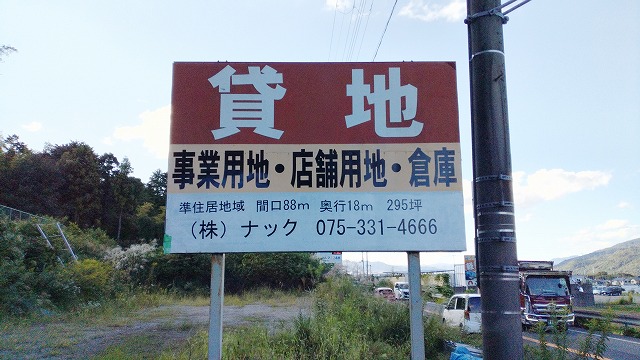 貸地
事業用地・店舗用地・倉庫
準住居地域 間口88m 奥行18m 295坪
(株)ナック 075-331-4666